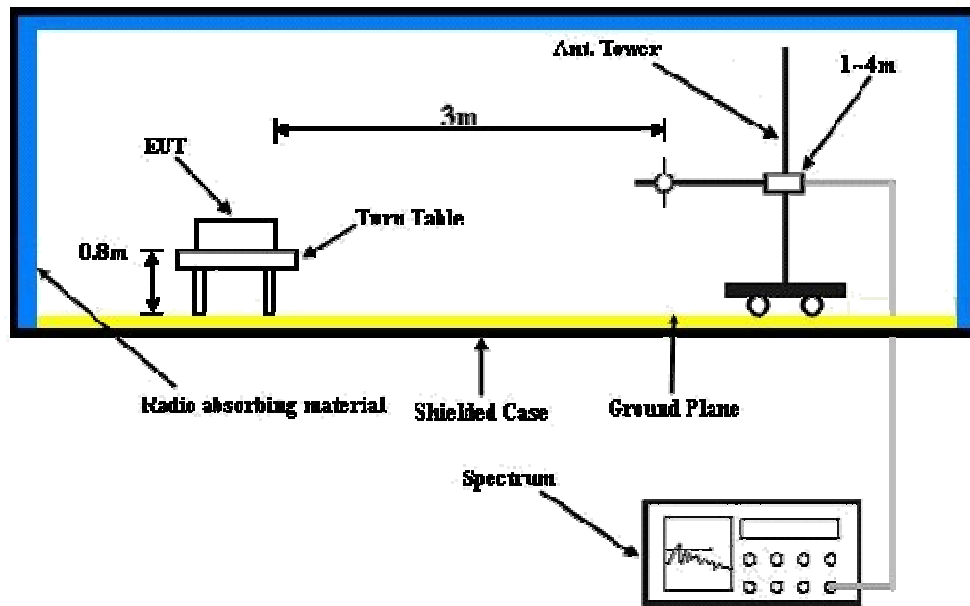 Ant. Tower
1~4m
3m
EUT
Turn Table
0.8m
Radio absorbing material
Shielded Case
Ground Plane
Spectrum